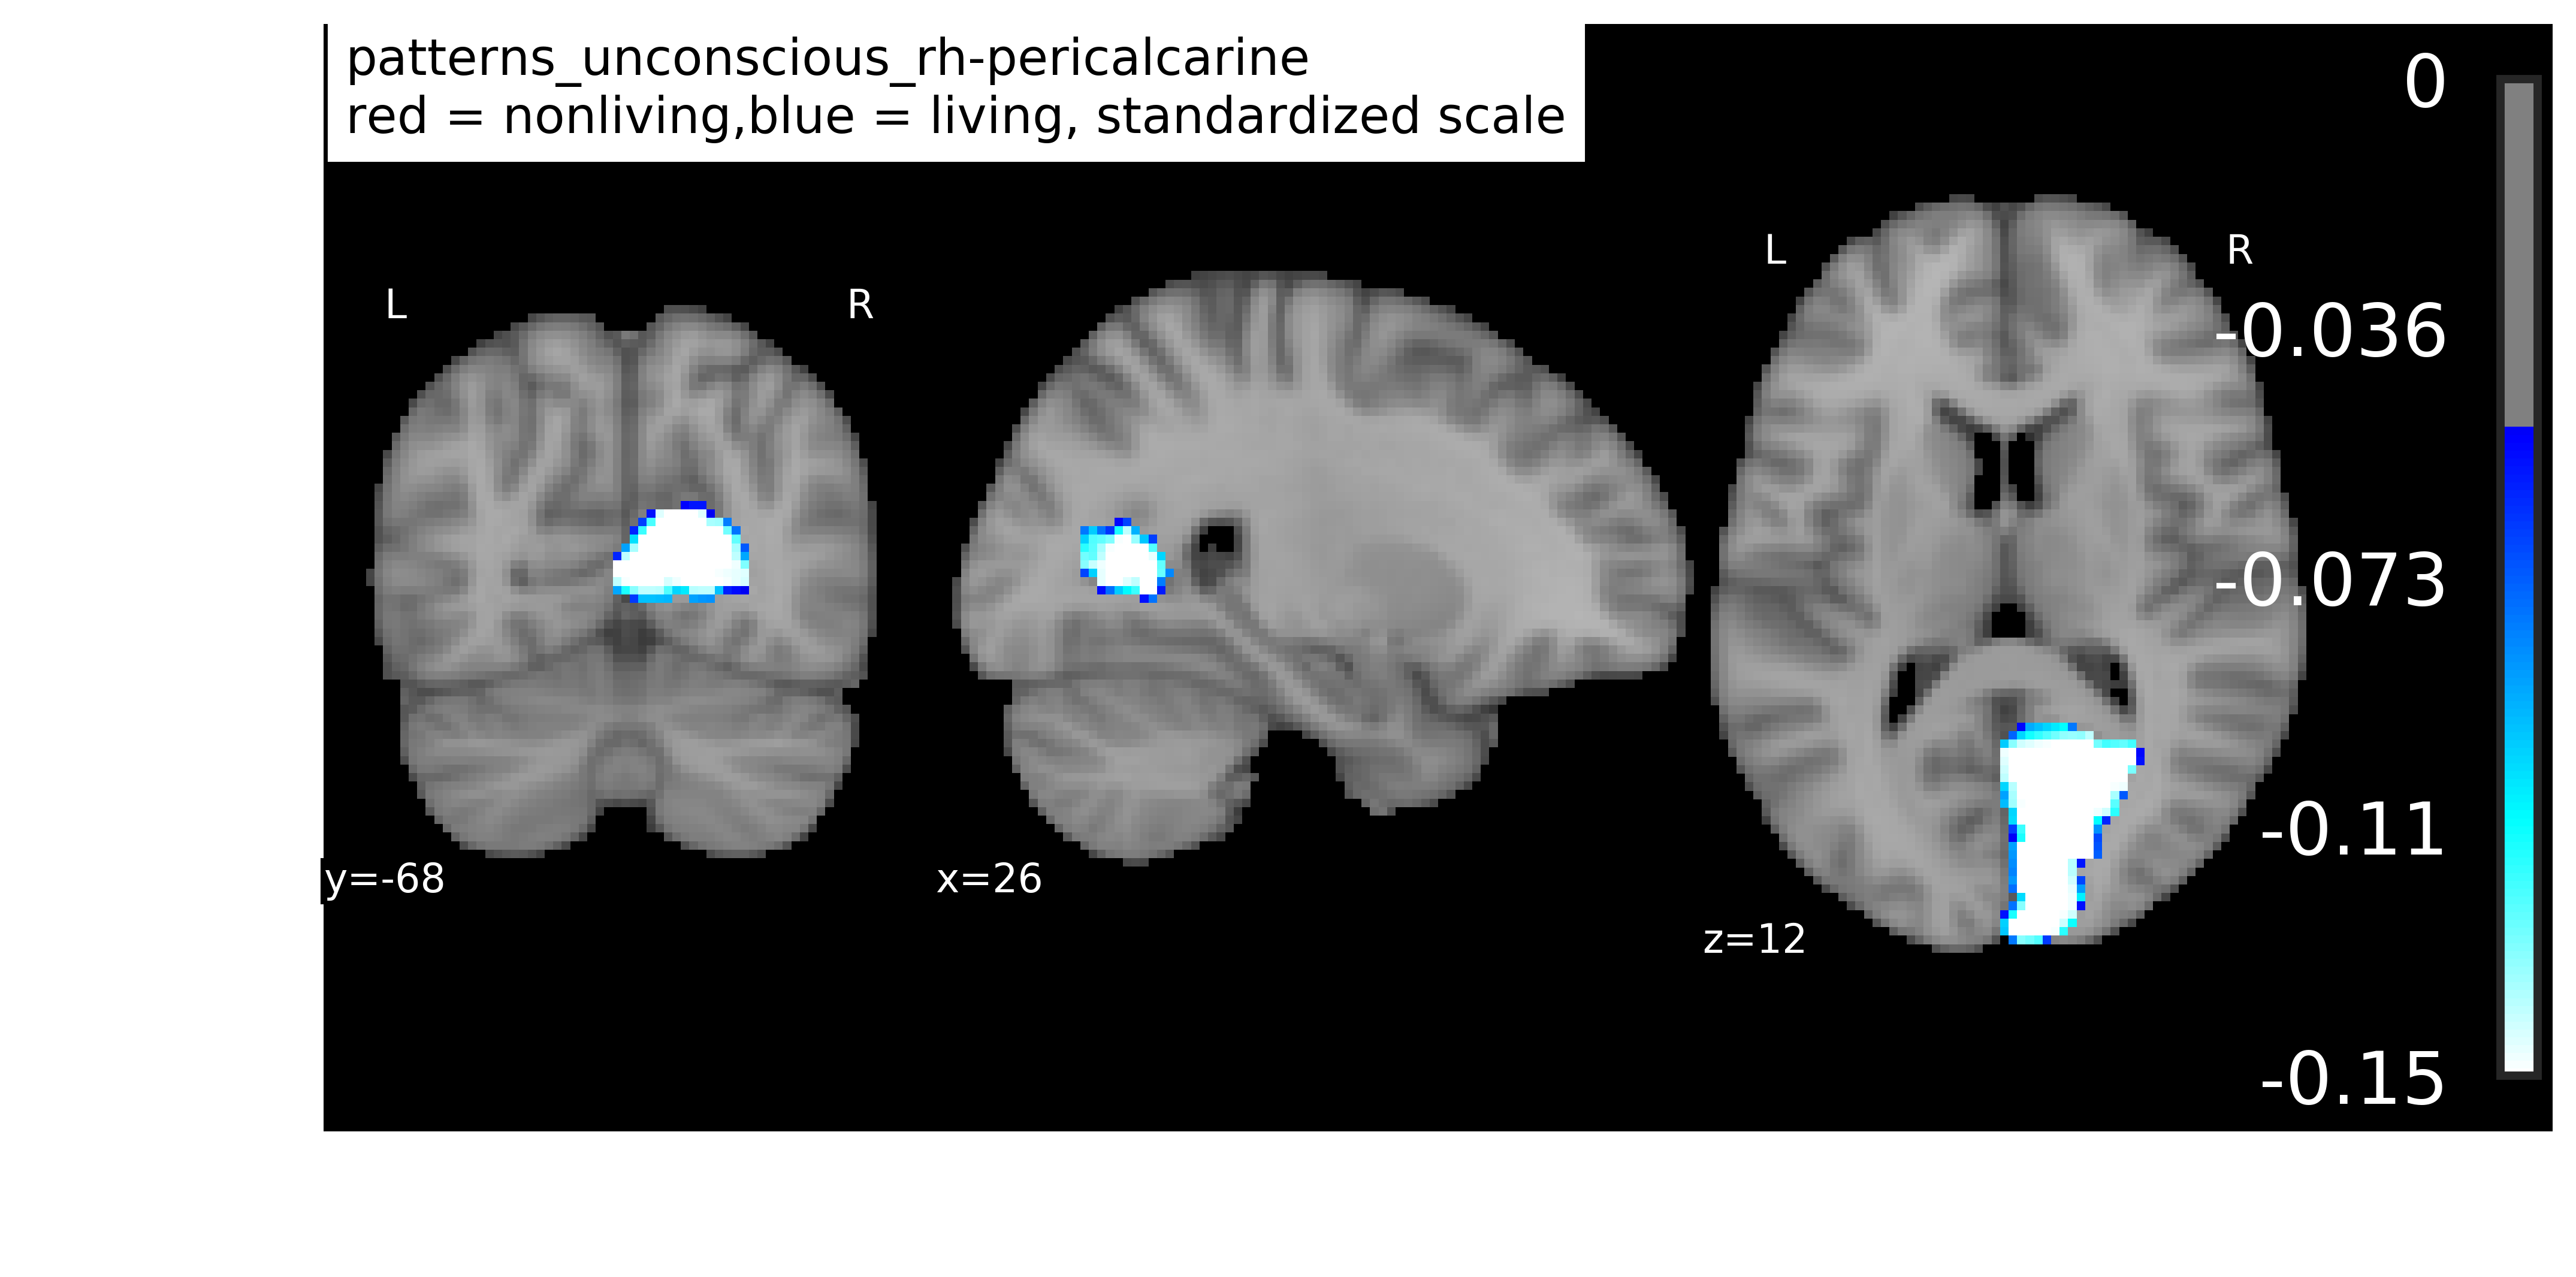 patterns_unconscious_rh-pericalcarine
red = nonliving,blue = living, standardized scale
L
R
L
R
y=-68
x=26
z=12
0
-0.036
-0.073
-0.11
-0.15